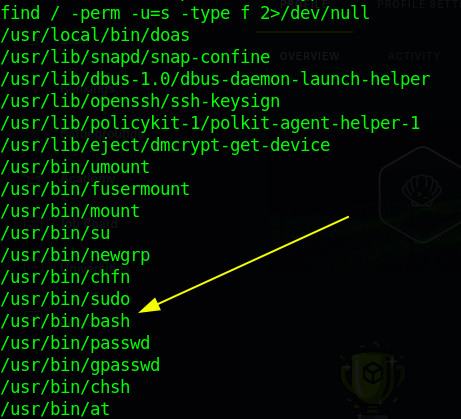 find / -perm -u=s -type f 2>/dev/null
/usr/local/bin/doas
/usr/lib/snapd/snap-confine
/usr/lib/dbus-1.0/dbus-daemon-launch-helper
/usr/lib/openssh/ssh-keysign
/usr/lib/policykit-1/polkit-agent-helper-1
/usr/lib/eject/dmcrypt-get-device
/usr/bin/umount
/usr/bin/fusermount
/usr/bin/mount
/usr/bin/su
/usr/bin/newgrp
/usr/bin/chfn
/usr/bin/sudo
/usr/bin/bash
/usr/bin/passwd
/usr/bin/gpasswd
/usr/bin/chsh
/usr/bin/at
PROFILE SETT
OVERVIEW
ACTIVITY